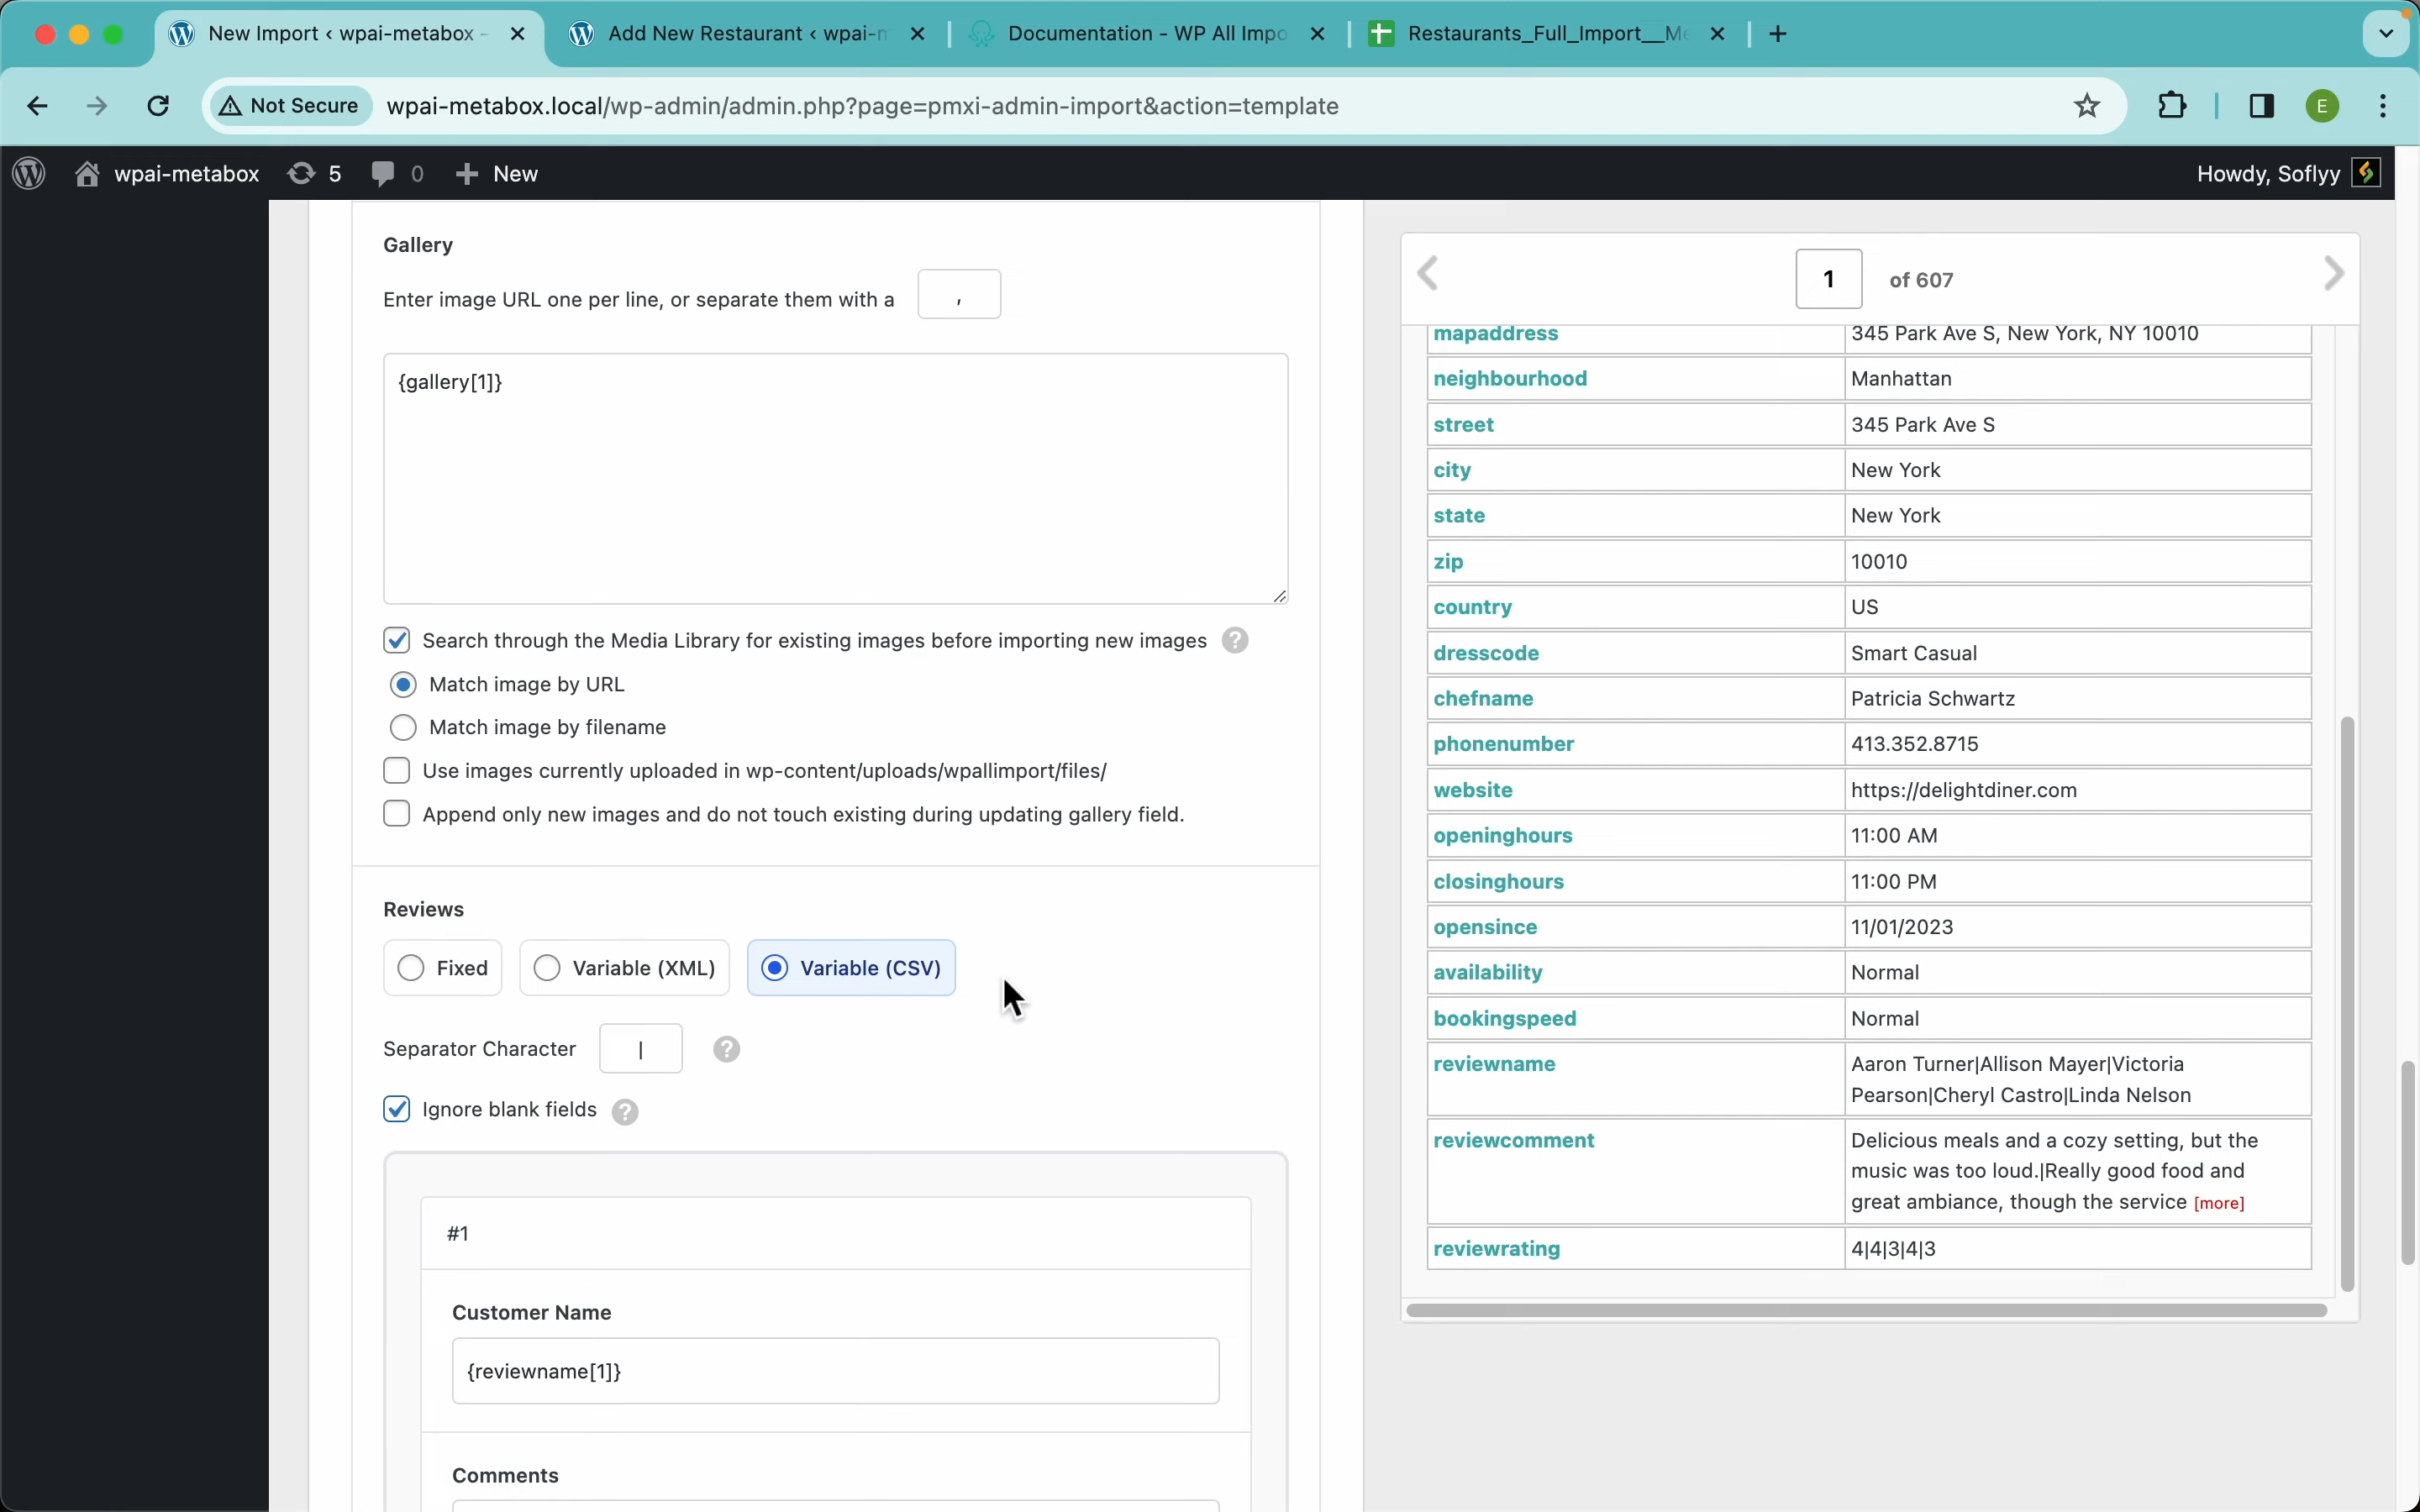 New Import ‹ wpai-metabox -
Add New Restaurant ‹ wpai-m
Documentation - WP All Impo
Restaurants_Full_Import__Me
Not Secure
wpai-metabox.local/wp-admin/admin.php?page=pmxi-admin-import&action=template
E
wpai-metabox
5
0
New
Howdy, Soflyy
Gallery
Enter image URL one per line, or separate them with a
,
{gallery[1]}
Search through the Media Library for existing images before importing new images
?
Match image by URL
Match image by filename
Use images currently uploaded in wp-content/uploads/wpallimport/files/
Append only new images and do not touch existing during updating gallery field.
Reviews
Fixed
Variable (XML)
Variable (CSV)
Separator Character
|
?
Ignore blank fields
?
#1
Customer Name
{reviewname[1]}
Comments
1
of 607
mapaddress
345 Park Ave S, New York, NY 10010
neighbourhood
Manhattan
street
345 Park Ave S
city
New York
state
New York
zip
10010
country
US
dresscode
Smart Casual
chefname
Patricia Schwartz
phonenumber
413.352.8715
website
https://delightdiner.com
openinghours
11:00 AM
closinghours
11:00 PM
opensince
11/01/2023
availability
Normal
bookingspeed
Normal
reviewname
Aaron Turner|Allison Mayer|Victoria
Pearson|Cheryl Castro|Linda Nelson
reviewcomment
Delicious meals and a cozy setting, but the
music was too loud.|Really good food and
great ambiance, though the service [more]
reviewrating
4|4|3|4|3